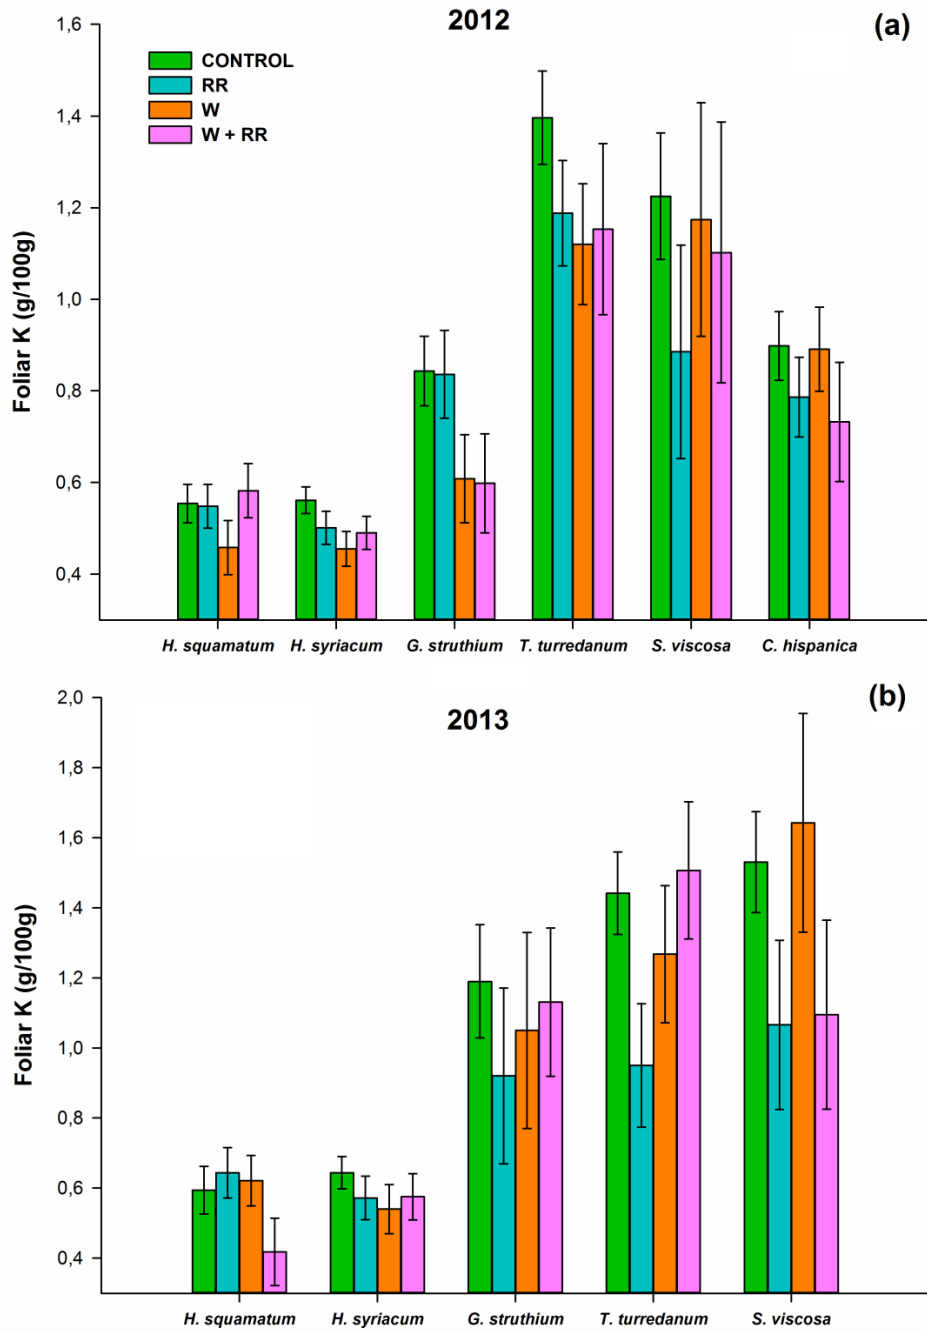 2012
(a)
CONTROL
RR
W
W + RR
Foliar K (g/100g)
1,6
1,4
1,2
1,0
0,8
0,6
0,4
H. squamatum H. syriacum G. struthium T. turredanum S. viscosa C. hispanica
2013
(b)
Foliar K (g/100g)
2,0
1,8
1,6
1,4
1,2
1,0
0,8
0,6
0,4
H. squamatum H. syriacum G. struthium T. turredanum S. viscosa